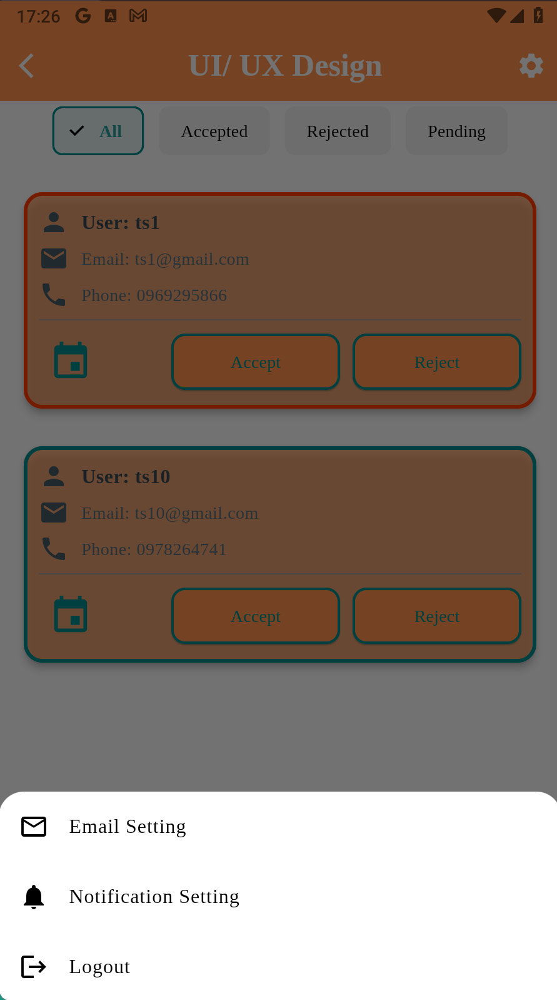 17:26
UI/ UX Design
All Accepted Rejected Pending
User: ts1
Email: ts1@gmail.com
Phone: 0969295866
Accept Reject
User: ts10
Email: ts10@gmail.com
Phone: 0978264741
Accept Reject
Email Setting
Notification Setting
Logout